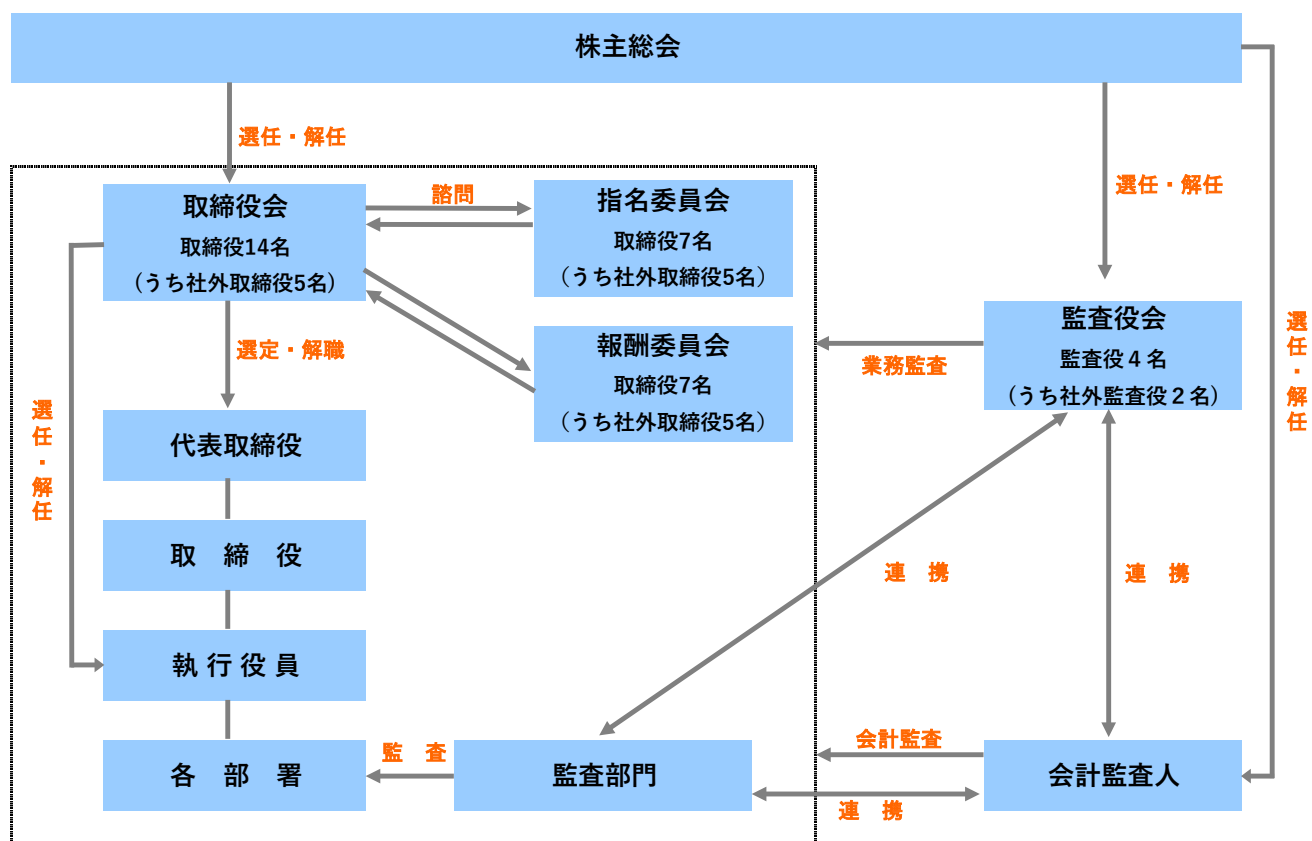 株主総会
選任・解任
選任・解任
選任・解任
取締役会
取締役14名
（うち社外取締役5名）
諮問
指名委員会
取締役7名
（うち社外取締役5名）
報酬委員会
取締役7名
（うち社外取締役5名）
選定・解職
選任・解任
代表取締役
取　締　役
執 行 役 員
各　部　署
監　査
監査部門
監査役会
監査役４名
（うち社外監査役２名）
業務監査
連　携
連　携
会計監査
連　携
会計監査人